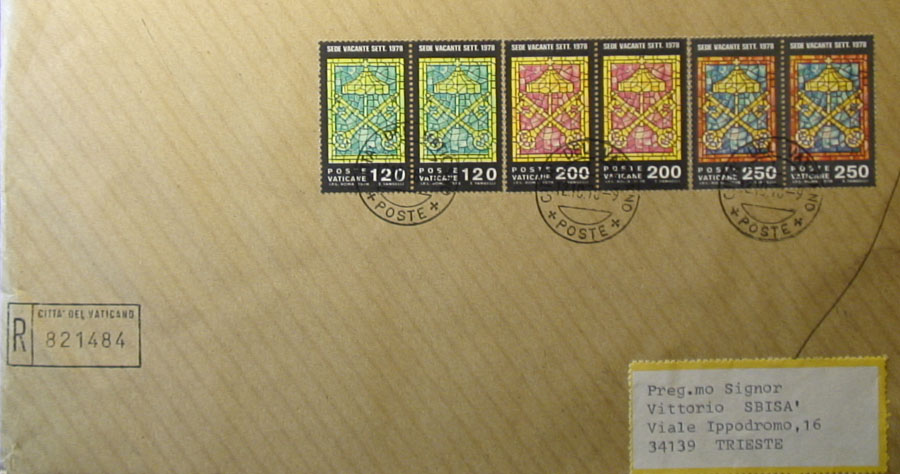 SEDE VACANTE SETT. 1978
SEDE VACANTE SETT. 1978
SEDE VACANTE SETT. 1978
SEDE VACANTE SETT. 1978
SEDE VACANTE SETT. 1978
SEDE VACANTE SETT. 1978
POSTE
VATICANE 120
POSTE
VATICANE 120
POSTE
VATICANE 200
POSTE
VATICANE 200
POSTE
VATICANE 250
POSTE
VATICANE 250
+ POSTE +
+ POSTE +
+ POSTE +
R
CITTA' DEL VATICANO
821484
Preg.mo Signor
Vittorio SBISA'
Viale Ippodromo,16
34139 TRIESTE